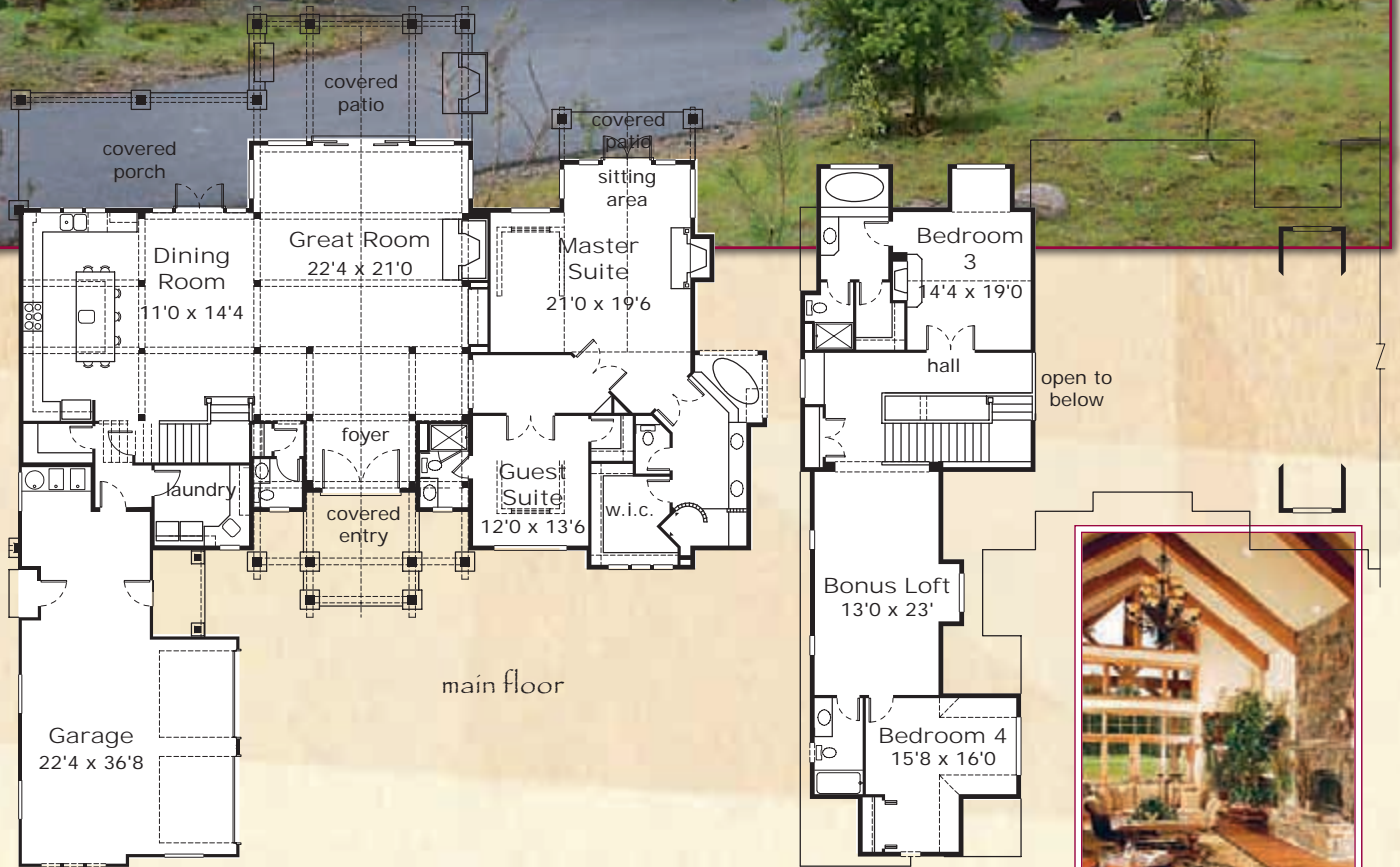 covered
patio
covered
patio
covered
porch
sitting
area
Dining
Room
11'0 x 14'4
Great Room
22'4 x 21'0
Master
Suite
21'0 x 19'6
Bedroom
3
14'4 x 19'0
hall
open to
below
foyer
laundry
Guest
Suite
12'0 x 13'6
w.i.c.
covered
entry
Bonus Loft
13'0 x 23'
main floor
Garage
22'4 x 36'8
Bedroom 4
15'8 x 16'0